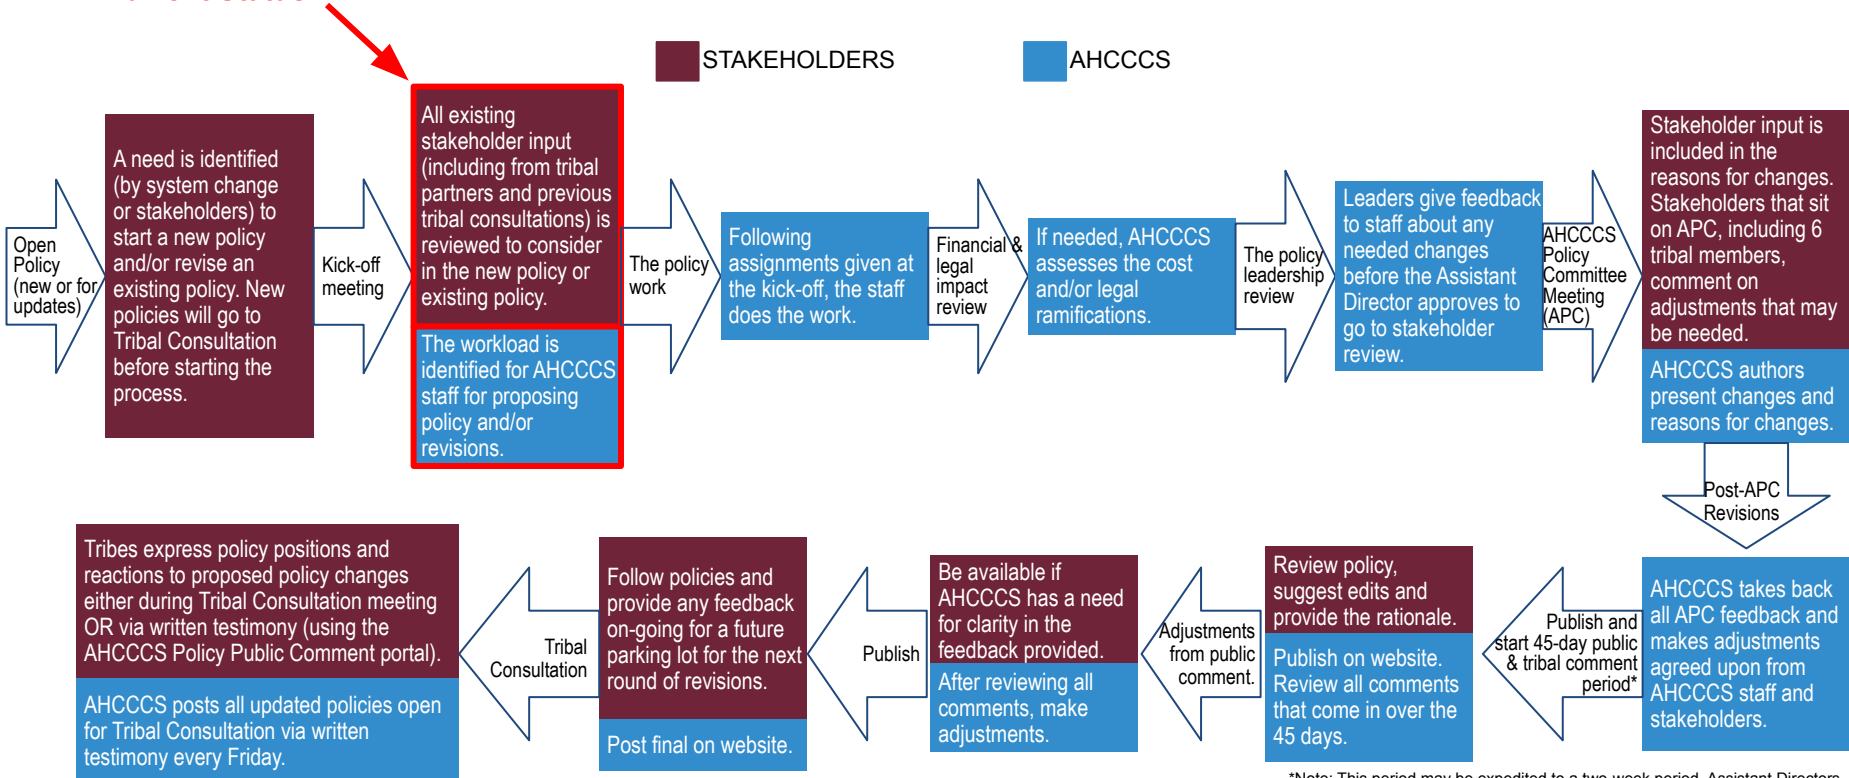 STAKEHOLDERS
AHCCCS
Open
Policy
(new or for
updates)
A need is identified
(by system change
or stakeholders) to
start a new policy
and/or revise an
existing policy. New
policies will go to
Tribal Consultation
before starting the
process.
Kick-off
meeting
All existing
stakeholder input
(including from tribal
partners and previous
tribal consultations) is
reviewed to consider
in the new policy or
existing policy.
The workload is
identified for AHCCCS
staff for proposing
policy and/or
revisions.
The policy
work
Following
assignments given at
the kick-off, the staff
does the work.
Financial &
legal
impact
review
If needed, AHCCCS
assesses the cost
and/or legal
ramifications.
The policy
leadership
review
Leaders give feedback
to staff about any
needed changes
before the Assistant
Director approves to
go to stakeholder
review.
AHCCCS
Policy
Committee
Meeting
(APC)
Stakeholder input is
included in the
reasons for changes.
Stakeholders that sit
on APC, including 6
tribal members,
comment on
adjustments that may
be needed.
AHCCCS authors
present changes and
reasons for changes.
Post-APC
Revisions
AHCCCS takes back
all APC feedback and
makes adjustments
agreed upon from
AHCCCS staff and
stakeholders.
Publish and
start 45-day public
& tribal comment
period*
Review policy,
suggest edits and
provide the rationale.
Publish on website.
Review all comments
that come in over the
45 days.
Adjustments
from public
comment.
Be available if
AHCCCS has a need
for clarity in the
feedback provided.
After reviewing all
comments, make
adjustments.
Publish
Follow policies and
provide any feedback
on-going for a future
parking lot for the next
round of revisions.
Post final on website.
Tribal
Consultation
Tribes express policy positions and
reactions to proposed policy changes
either during Tribal Consultation meeting
OR via written testimony (using the
AHCCCS Policy Public Comment portal).
AHCCCS posts all updated policies open
for Tribal Consultation via written
testimony every Friday.
*Note: This period may be expedited to a two-week period. Assistant Directors